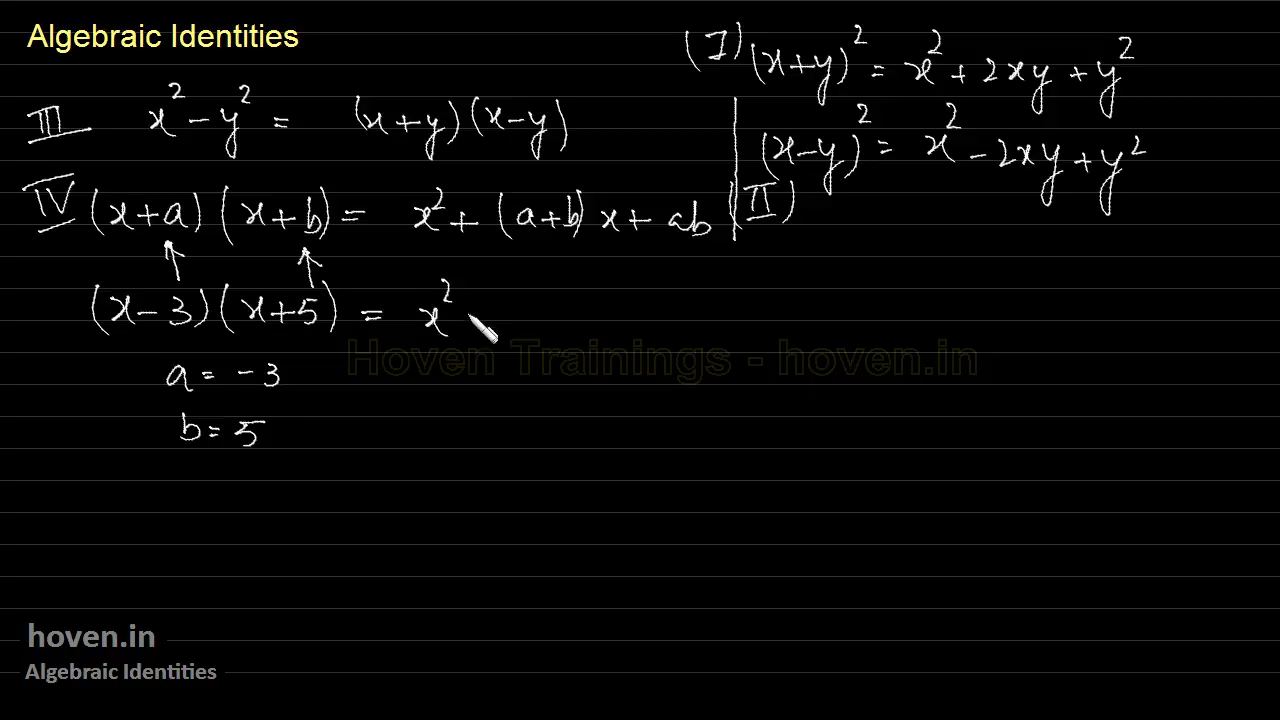 Algebraic Identities
(I) (x+y)² = x² + 2xy + y²
III x² - y² = (x+y)(x-y)
(x-y)² = x² - 2xy + y²
(II)
IV (x+a)(x+b) = x² + (a+b)x + ab
(x-3)(x+5) = x²
Hoven Trainings - hoven.in
a = -3
b = 5
hoven.in
Algebraic Identities